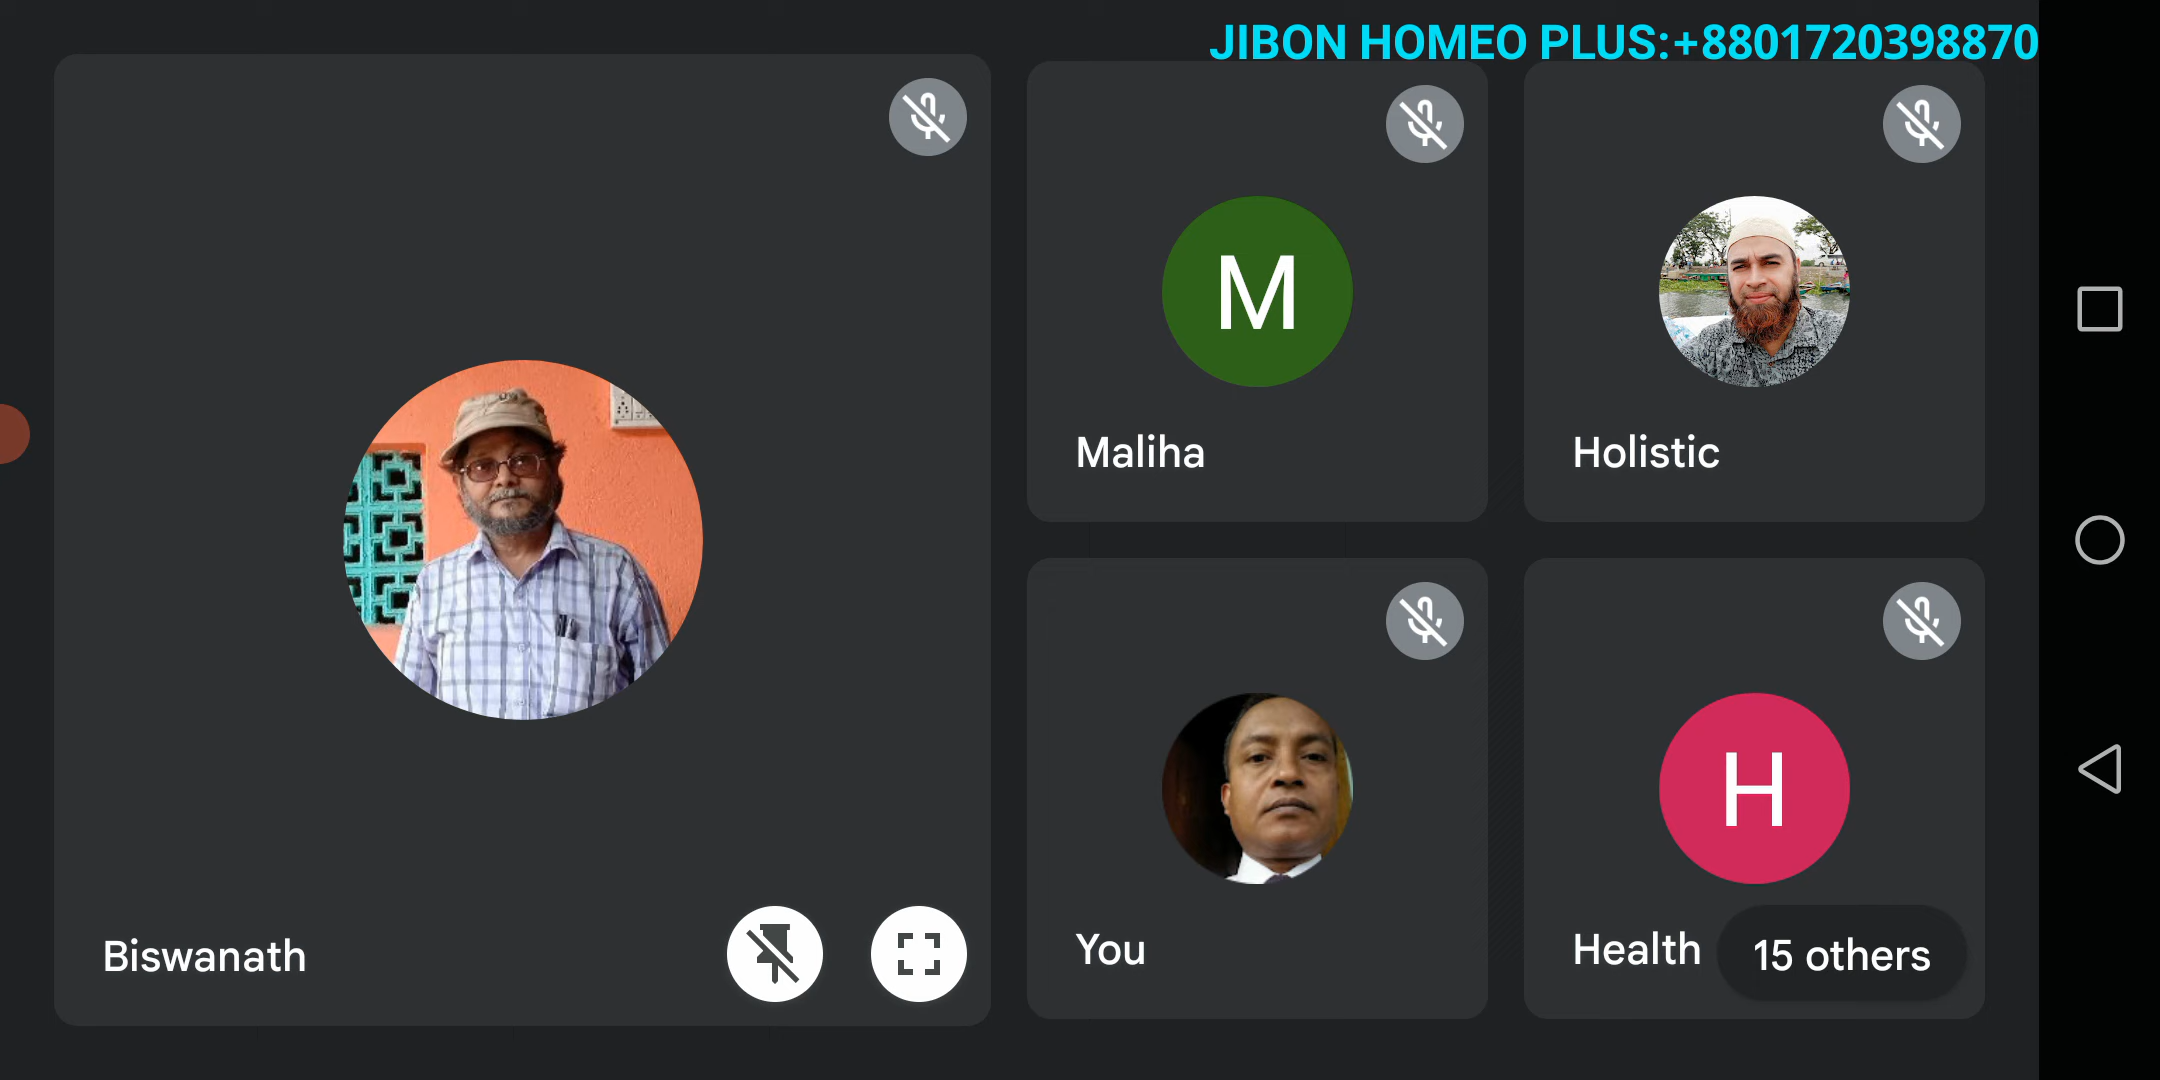 JIBON HOMEO PLUS:+8801720398870
M
Maliha
Holistic
Biswanath
You
H
Health
15 others